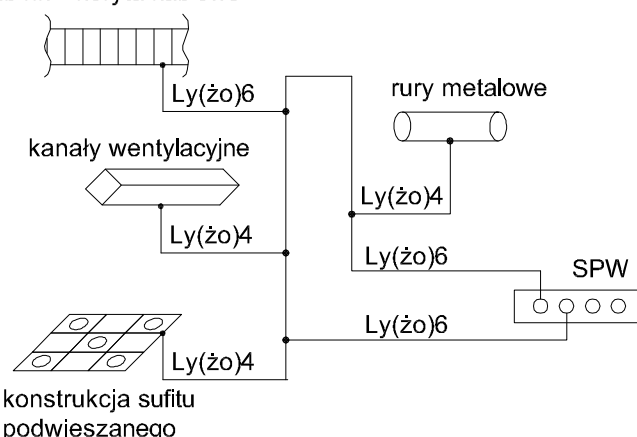 Ly(żo)6
rury metalowe
kanały wentylacyjne
Ly(żo)4
Ly(żo)4
Ly(żo)6
SPW
Ly(żo)6
Ly(żo)4
konstrukcja sufitu
podwieszanego